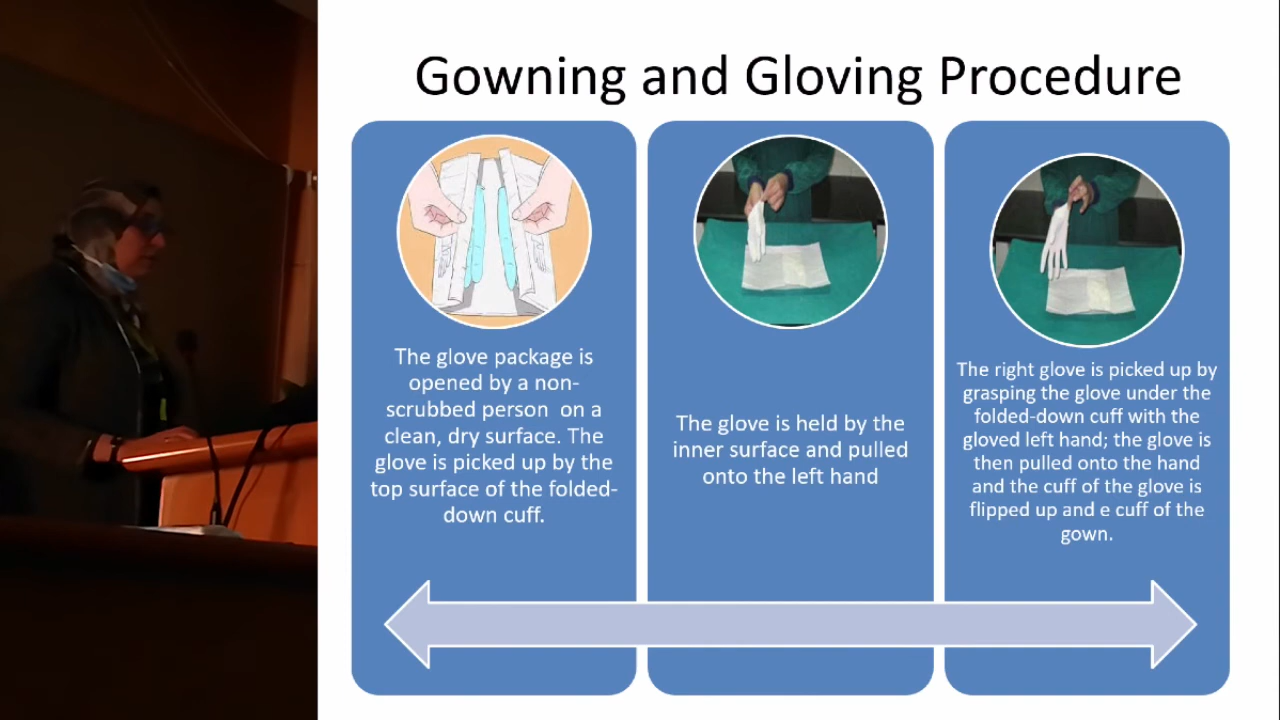 Gowning and Gloving Procedure
The glove package is
opened by a non-
scrubbed person on a
clean, dry surface. The
glove is picked up by the
top surface of the folded-
down cuff.
The glove is held by the
inner surface and pulled
onto the left hand
The right glove is picked up by
grasping the glove under the
folded-down cuff with the
gloved left hand; the glove is
then pulled onto the hand
and the cuff of the glove is
flipped up and e cuff of the
gown.